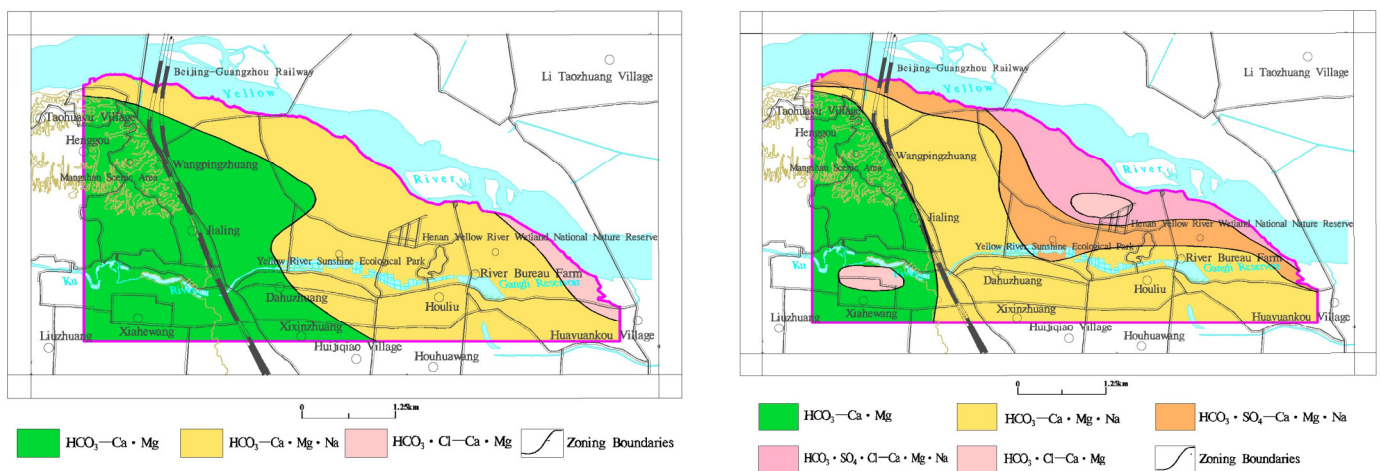 Beijing-Guangzhou Railway
Li Taozhuang Village
Yellow
Taohuayu Village
Henggou
Wangpingzhuang
Mangshan Scenic Area
River
Jialing
Henan Yellow River Wetland National Nature Reserve
Yellow River Sunshine Ecological Park
Ku
River
River Bureau Farm
Gangli Reservoir
Dahuzhuang
Houliu
Xixinzhuang
Xiahewang
Liuzhuang
Huayuankou Village
Huijiqiao Village
Houhuawang
0 1.25km
HCO₃—Ca·Mg
HCO₃—Ca·Mg·Na
HCO₃·Cl—Ca·Mg
Zoning Boundaries
Beijing-Guangzhou Railway
Li Taozhuang Village
Yellow
Taohuayu Village
Henggou
Wangpingzhuang
Mangshan Scenic Area
River
Jialing
Henan Yellow River Wetland National Nature Reserve
Yellow River Sunshine Ecological Park
Ku
River Bureau Farm
Gangli Reservoir
Dahuzhuang
Houliu
Xixinzhuang
Xiahewang
Liuzhuang
Huayuankou Village
Huijiqiao Village
Houhuawang
0 1.25km
HCO₃—Ca·Mg
HCO₃—Ca·Mg·Na
HCO₃·SO₄—Ca·Mg·Na
HCO₃·SO₄·Cl—Ca·Mg·Na
HCO₃·Cl—Ca·Mg
Zoning Boundaries